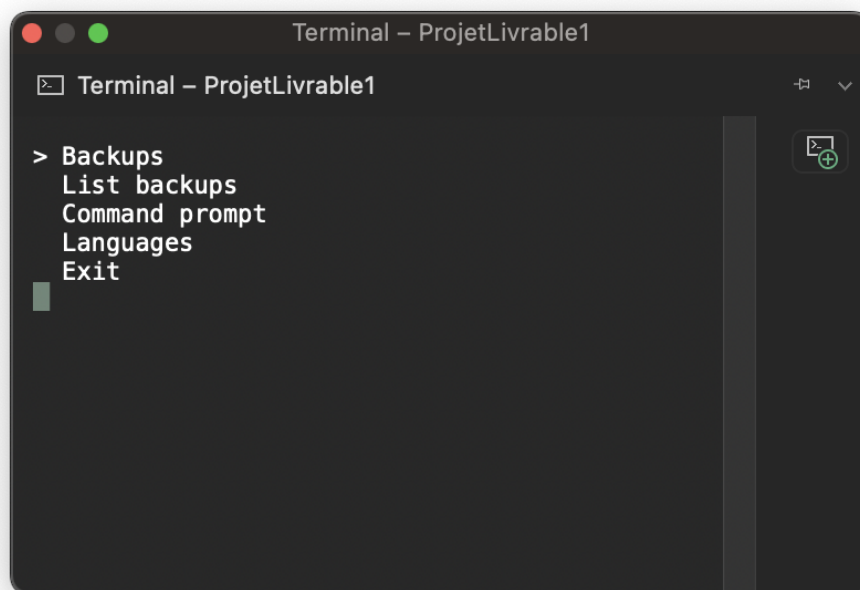 Terminal – ProjetLivrable1
Terminal – ProjetLivrable1
> Backups
List backups
Command prompt
Languages
Exit